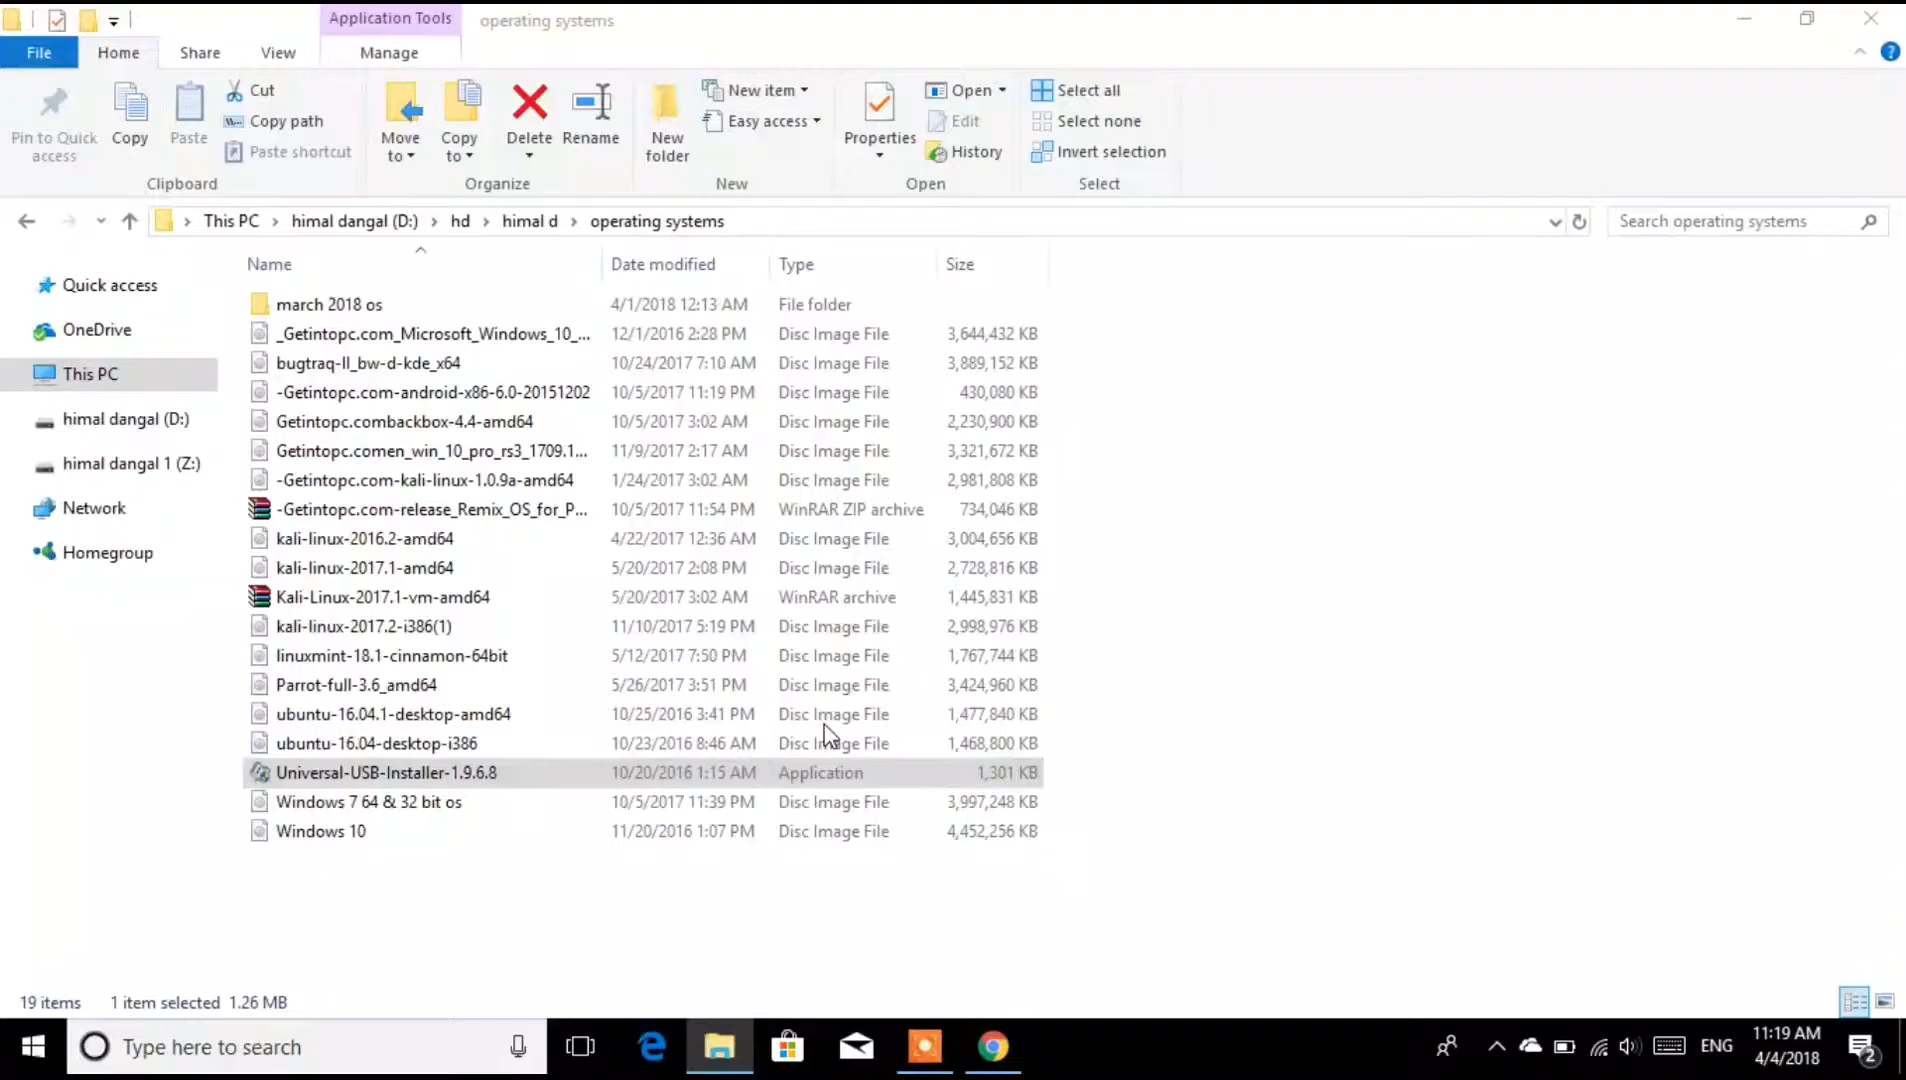 Application Tools operating systems
File Home Share View Manage
Pin to Quick access
Copy
Paste
Cut
Copy path
Paste shortcut
Clipboard
Move to
Copy to
Delete
Rename
Organize
New folder
New item
Easy access
New
Properties
Open
Edit
History
Open
Select all
Select none
Invert selection
Select
This PC > himal dangal (D:) > hd > himal d > operating systems
Search operating systems
Quick access
OneDrive
This PC
himal dangal (D:)
himal dangal 1 (Z:)
Network
Homegroup
Name Date modified Type Size
march 2018 os 4/1/2018 12:13 AM File folder
_Getintopc.com_Microsoft_Windows_10_... 12/1/2016 2:28 PM Disc Image File 3,644,432 KB
bugtraq-II_bw-d-kde_x64 10/24/2017 7:10 AM Disc Image File 3,889,152 KB
-Getintopc.com-android-x86-6.0-20151202 10/5/2017 11:19 PM Disc Image File 430,080 KB
Getintopc.combackbox-4.4-amd64 10/5/2017 3:02 AM Disc Image File 2,230,900 KB
Getintopc.comen_win_10_pro_rs3_1709.1... 11/9/2017 2:17 AM Disc Image File 3,321,672 KB
-Getintopc.com-kali-linux-1.0.9a-amd64 1/24/2017 3:02 AM Disc Image File 2,981,808 KB
-Getintopc.com-release_Remix_OS_for_P... 10/5/2017 11:54 PM WinRAR ZIP archive 734,046 KB
kali-linux-2016.2-amd64 4/22/2017 12:36 AM Disc Image File 3,004,656 KB
kali-linux-2017.1-amd64 5/20/2017 2:08 PM Disc Image File 2,728,816 KB
Kali-Linux-2017.1-vm-amd64 5/20/2017 3:02 AM WinRAR archive 1,445,831 KB
kali-linux-2017.2-i386(1) 11/10/2017 5:19 PM Disc Image File 2,998,976 KB
linuxmint-18.1-cinnamon-64bit 5/12/2017 7:50 PM Disc Image File 1,767,744 KB
Parrot-full-3.6_amd64 5/26/2017 3:51 PM Disc Image File 3,424,960 KB
ubuntu-16.04.1-desktop-amd64 10/25/2016 3:41 PM Disc Image File 1,477,840 KB
ubuntu-16.04-desktop-i386 10/23/2016 8:46 AM Disc Image File 1,468,800 KB
Universal-USB-Installer-1.9.6.8 10/20/2016 1:15 AM Application 1,301 KB
Windows 7 64 & 32 bit os 10/5/2017 11:39 PM Disc Image File 3,997,248 KB
Windows 10 11/20/2016 1:07 PM Disc Image File 4,452,256 KB
19 items 1 item selected 1.26 MB
Type here to search
ENG
11:19 AM
4/4/2018
2